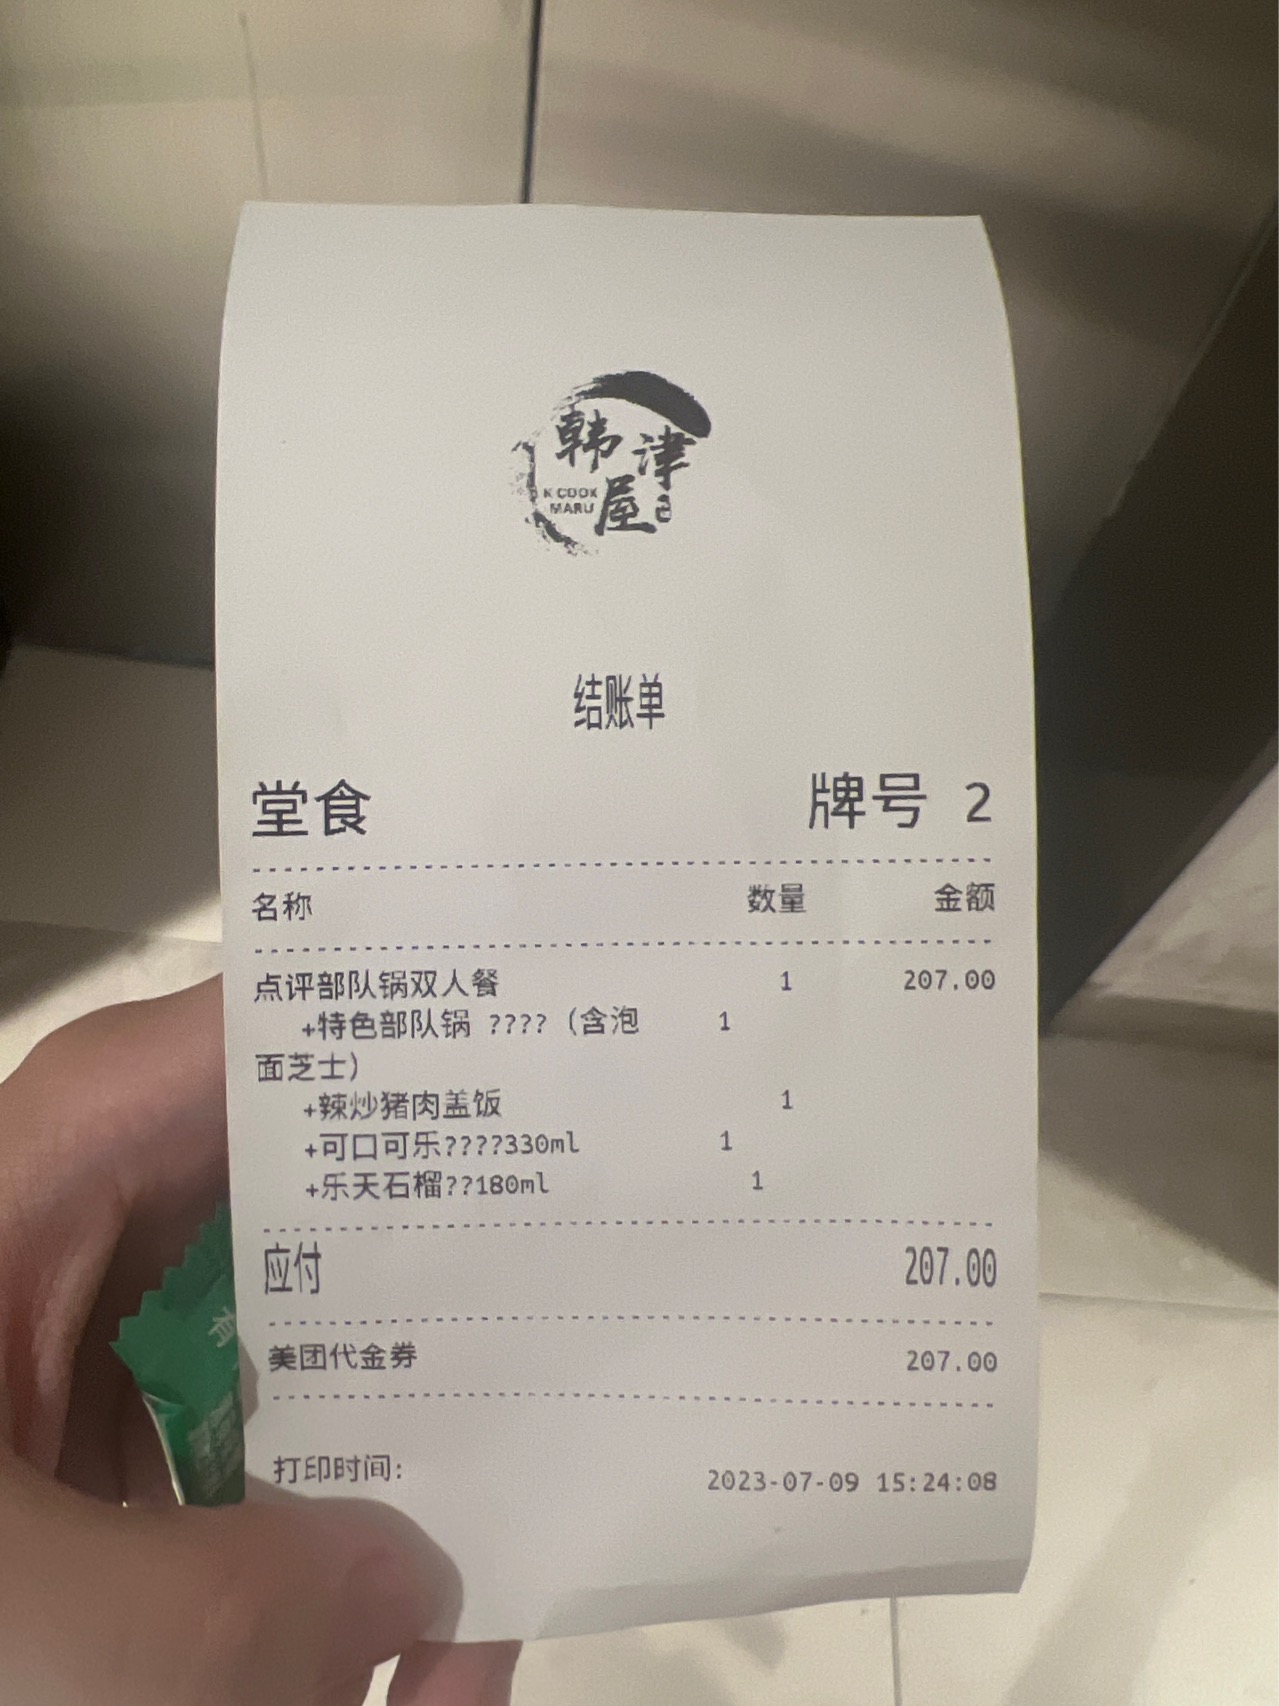 韩津
K COOK
MARU
屋
结账单
堂食 牌号 2
名称 数量 金额
点评部队锅双人餐 1 207.00
+特色部队锅 ????（含泡 1
面芝士）
+辣炒猪肉盖饭 1
+可口可乐????330ml 1
+乐天石榴??180ml 1
应付 207.00
美团代金券 207.00
打印时间: 2023-07-09 15:24:08
有